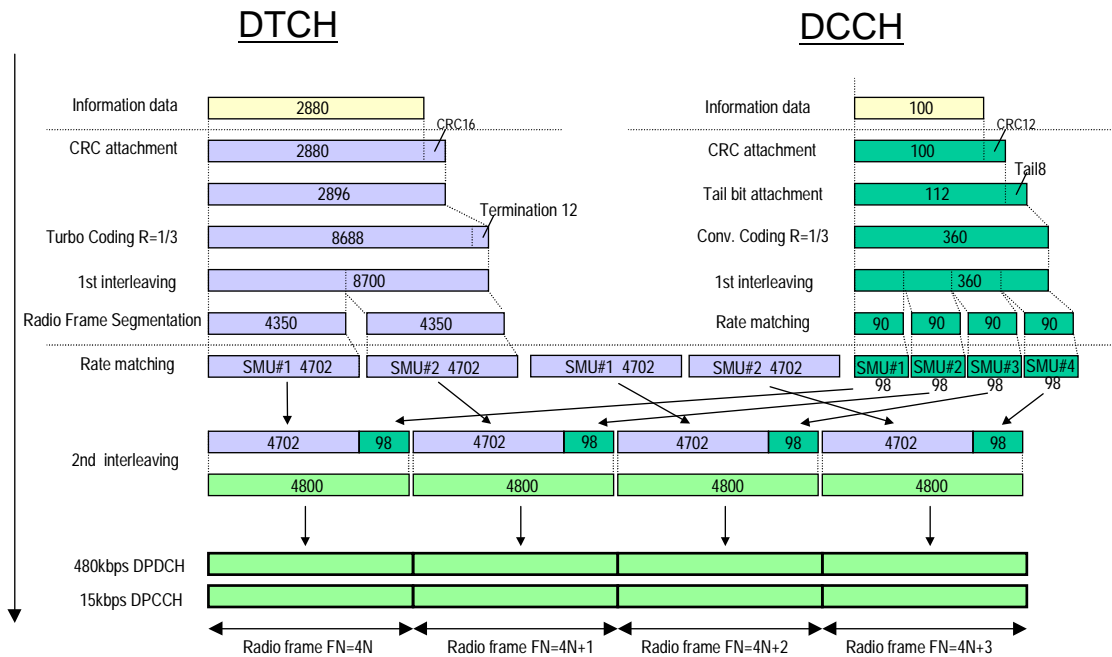 DTCH DCCH
Information data 2880 Information data 100
CRC16 CRC12
CRC attachment 2880 CRC attachment 100
Tail8
2896 Tail bit attachment 112
Termination 12
Turbo Coding R=1/3 8688 Conv. Coding R=1/3 360
1st interleaving 8700 1st interleaving 360
Radio Frame Segmentation 4350 4350 Rate matching 90 90 90 90
Rate matching SMU#1 4702 SMU#2 4702 SMU#1 4702 SMU#2 4702 SMU#1 SMU#2 SMU#3 SMU#4
98 98 98 98
4702 98 4702 98 4702 98 4702 98
2nd interleaving
4800 4800 4800 4800
480kbps DPDCH
15kbps DPCCH
Radio frame FN=4N Radio frame FN=4N+1 Radio frame FN=4N+2 Radio frame FN=4N+3